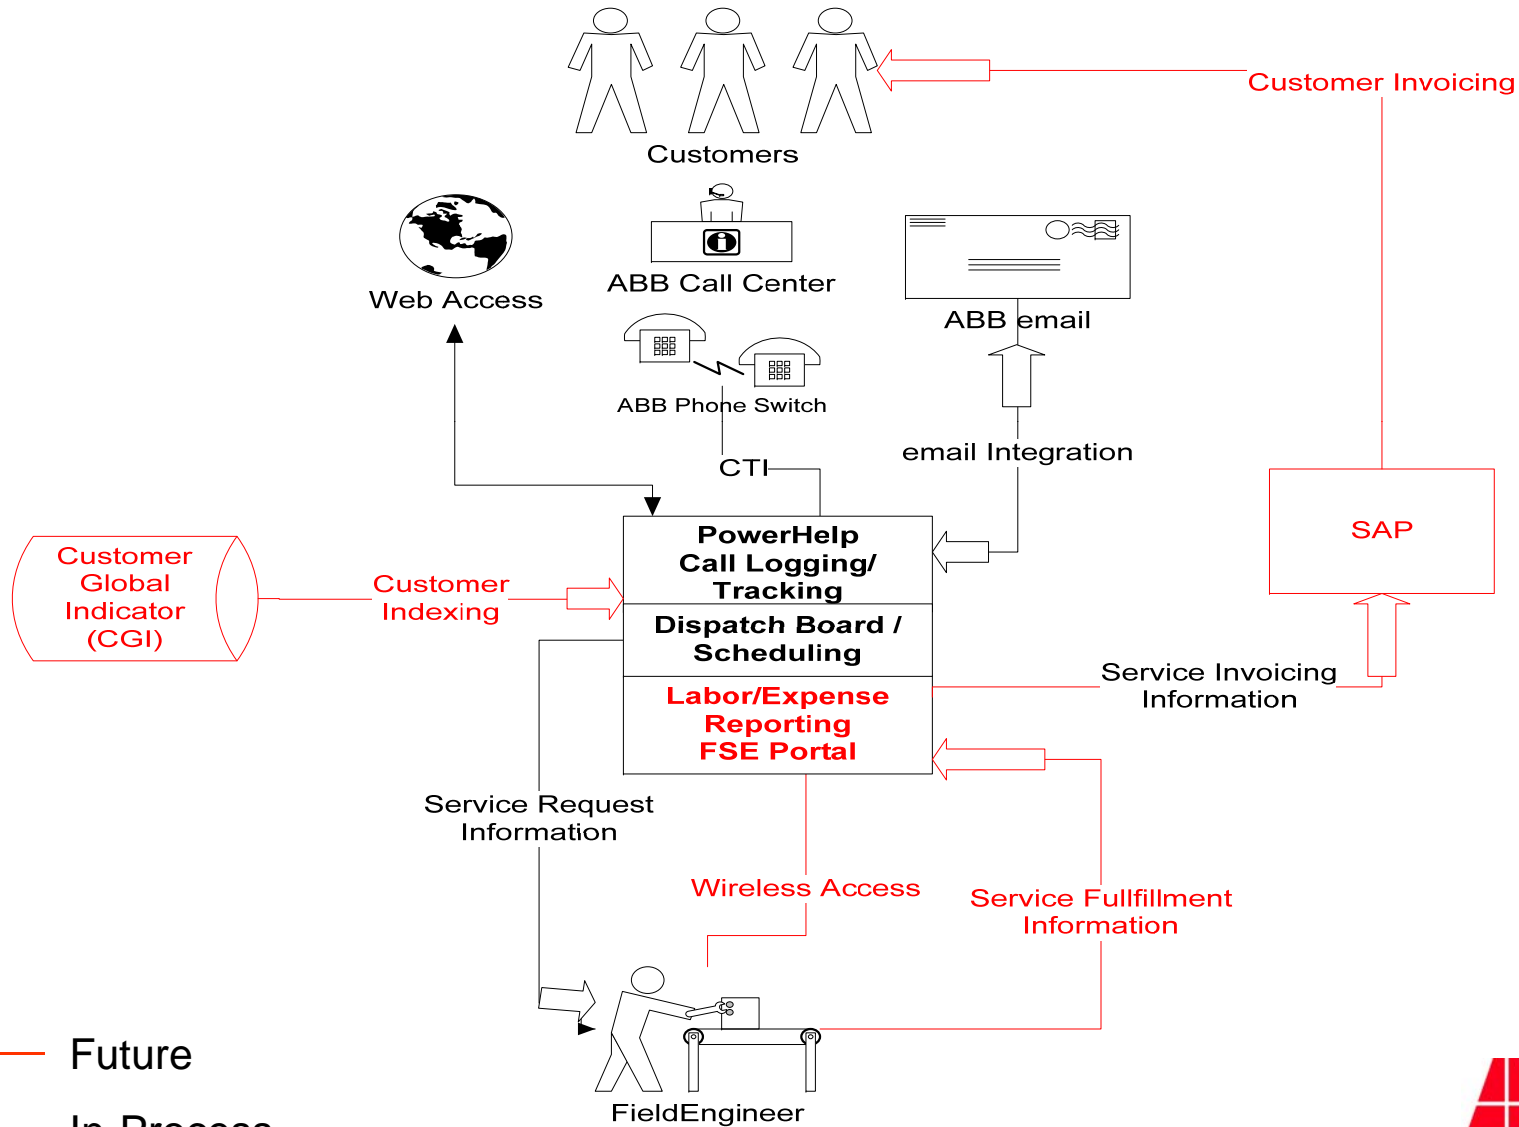 Customer Invoicing
Customers
Web Access
ABB Call Center
ABB email
ABB Phone Switch
CTI
email Integration
PowerHelp
Call Logging/
Tracking
Dispatch Board /
Scheduling
Labor/Expense
Reporting
FSE Portal
SAP
Customer
Global
Indicator
(CGI)
Customer
Indexing
Service Invoicing
Information
Service Request
Information
Wireless Access
Service Fullfillment
Information
FieldEngineer
Future
In Process